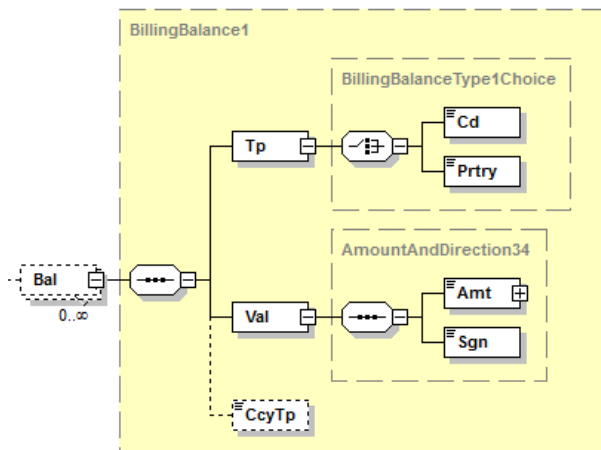 BillingBalance1
BillingBalanceType1Choice
Cd
Tp
Prtry
AmountAndDirection34
Bal
0..∞
Amt
Val
Sgn
CcyTp